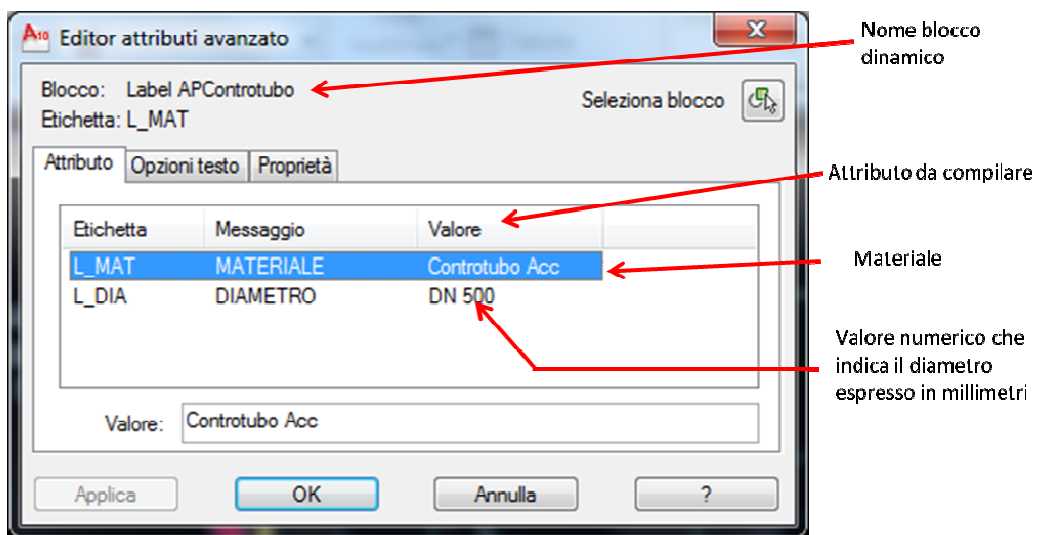 A10 Editor attributi avanzato
Nome blocco
dinamico
Blocco: Label APControtubo
Etichetta: L_MAT
Seleziona blocco
Attributo Opzioni testo Proprietà
Attributo da compilare
Etichetta Messaggio Valore
L_MAT MATERIALE Controtubo Acc
Materiale
L_DIA DIAMETRO DN 500
Valore numerico che
indica il diametro
espresso in millimetri
Valore: Controtubo Acc
Applica OK Annulla ?